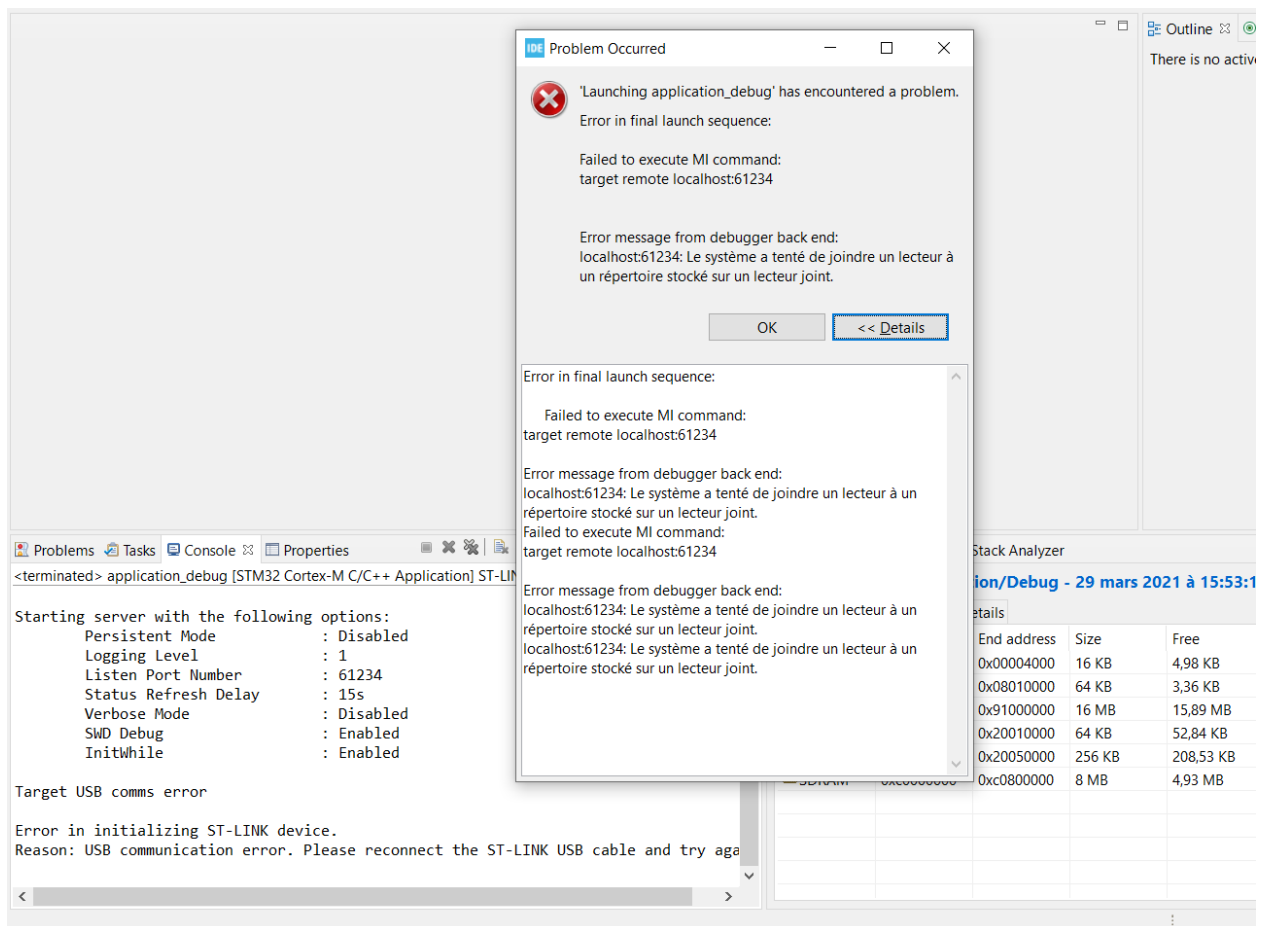 Outline
There is no activ
IDE Problem Occurred
'Launching application_debug' has encountered a problem.
Error in final launch sequence:
Failed to execute MI command:
target remote localhost:61234
Error message from debugger back end:
localhost:61234: Le système a tenté de joindre un lecteur à
un répertoire stocké sur un lecteur joint.
OK
<< Details
Error in final launch sequence:
Failed to execute MI command:
target remote localhost:61234
Error message from debugger back end:
localhost:61234: Le système a tenté de joindre un lecteur à un
répertoire stocké sur un lecteur joint.
Failed to execute MI command:
target remote localhost:61234
Error message from debugger back end:
localhost:61234: Le système a tenté de joindre un lecteur à un
répertoire stocké sur un lecteur joint.
localhost:61234: Le système a tenté de joindre un lecteur à un
répertoire stocké sur un lecteur joint.
Problems Tasks Console Properties
<terminated> application_debug [STM32 Cortex-M C/C++ Application] ST-LIN
Starting server with the following options:
Persistent Mode : Disabled
Logging Level : 1
Listen Port Number : 61234
Status Refresh Delay : 15s
Verbose Mode : Disabled
SWD Debug : Enabled
InitWhile : Enabled
Target USB comms error
Error in initializing ST-LINK device.
Reason: USB communication error. Please reconnect the ST-LINK USB cable and try aga
Stack Analyzer
ion/Debug - 29 mars 2021 à 15:53:1
etails
End address Size Free
0x00004000 16 KB 4,98 KB
0x08010000 64 KB 3,36 KB
0x91000000 16 MB 15,89 MB
0x20010000 64 KB 52,84 KB
0x20050000 256 KB 208,53 KB
SDRAM 0xc0000000 0xc0800000 8 MB 4,93 MB